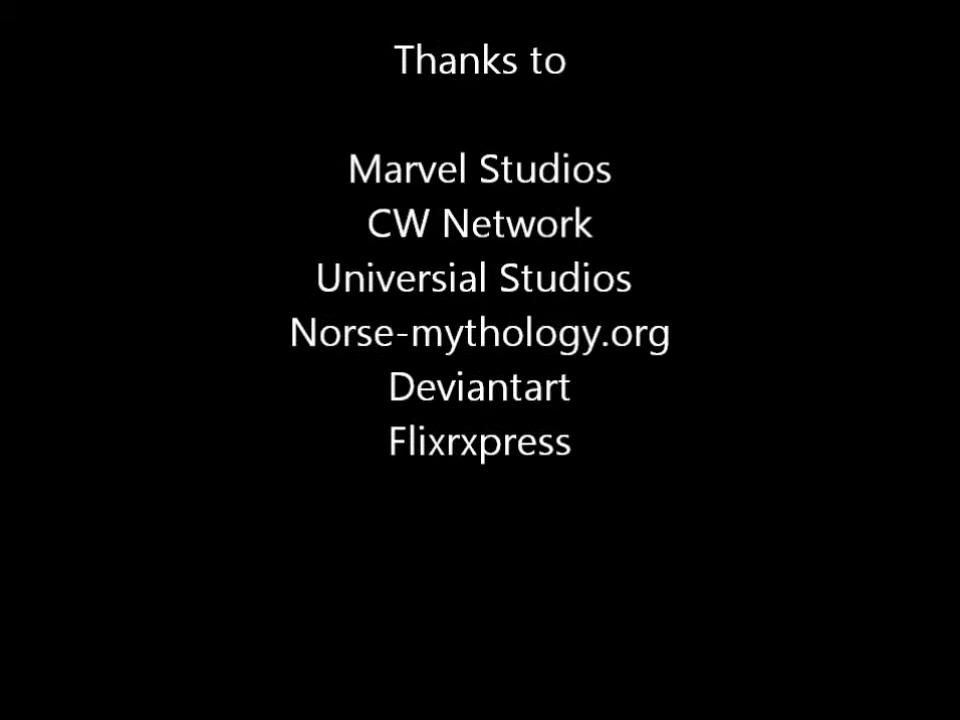 Thanks to
Marvel Studios
CW Network
Universial Studios
Norse-mythology.org
Deviantart
Flixrxpress